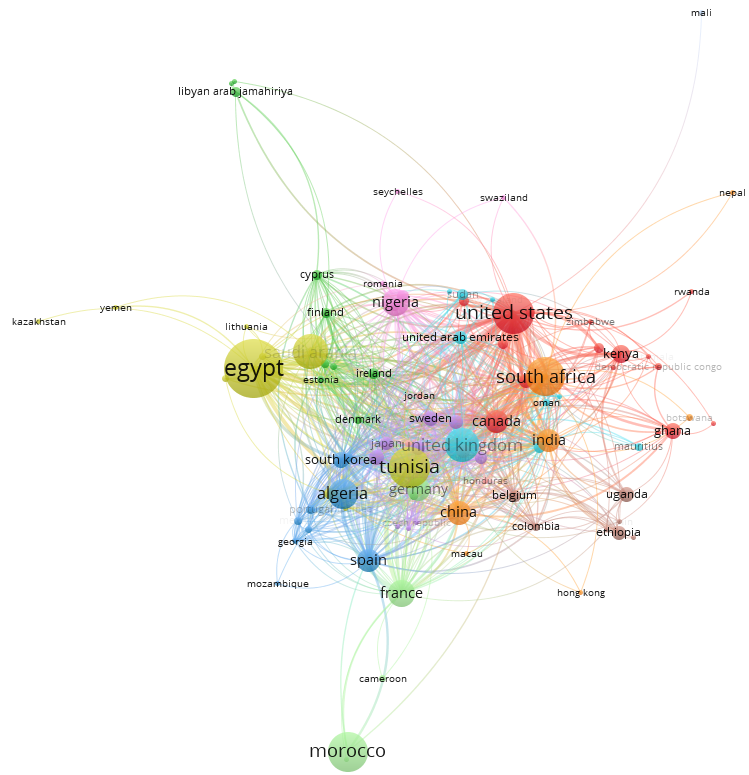 mali
libyan arab jamahiriya
seychelles
swaziland
nepal
cyprus
romania
rwanda
sudan
nigeria
yemen
finland
united states
kazakhstan
lithuania
zimbabwe
united arab emirates
saudi arabia
kenya
egypt
ireland
democratic republic congo
estonia
south africa
jordan
oman
denmark
sweden
canada
botswana
ghana
japan
united kingdom
india
mauritius
south korea
tunisia
honduras
germany
algeria
belgium
uganda
portugal
china
czech republic
colombia
ethiopia
georgia
macau
spain
mozambique
france
hong kong
cameroon
morocco